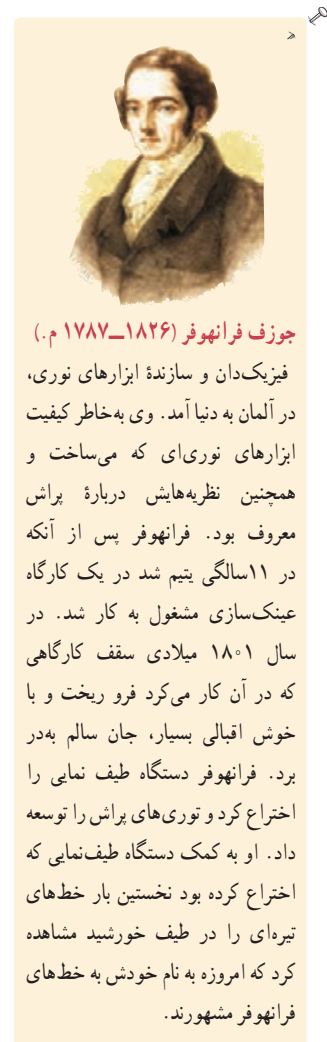 جوزف فرانهوفر (۱۸۲۶ــ۱۷۸۷ م.)
فیزیک‌دان و سازندهٔ ابزارهای نوری،
در آلمان به دنیا آمد. وی به‌خاطر کیفیت
ابزارهای نوری‌ای که می‌ساخت و
همچنین نظریه‌هایش دربارهٔ پراش
معروف بود. فرانهوفر پس از آنکه
در ۱۱سالگی یتیم شد در یک کارگاه
عینک‌سازی مشغول به کار شد. در
سال ۱۸۰۱ میلادی سقف کارگاهی
که در آن کار می‌کرد فرو ریخت و با
خوش اقبالی بسیار، جان سالم به‌در
برد. فرانهوفر دستگاه طیف نمایی را
اختراع کرد و توری‌های پراش را توسعه
داد. او به کمک دستگاه طیف‌نمایی که
اختراع کرده بود نخستین بار خط‌های
تیره‌ای را در طیف خورشید مشاهده
کرد که امروزه به نام خودش به خط‌های
فرانهوفر مشهورند.